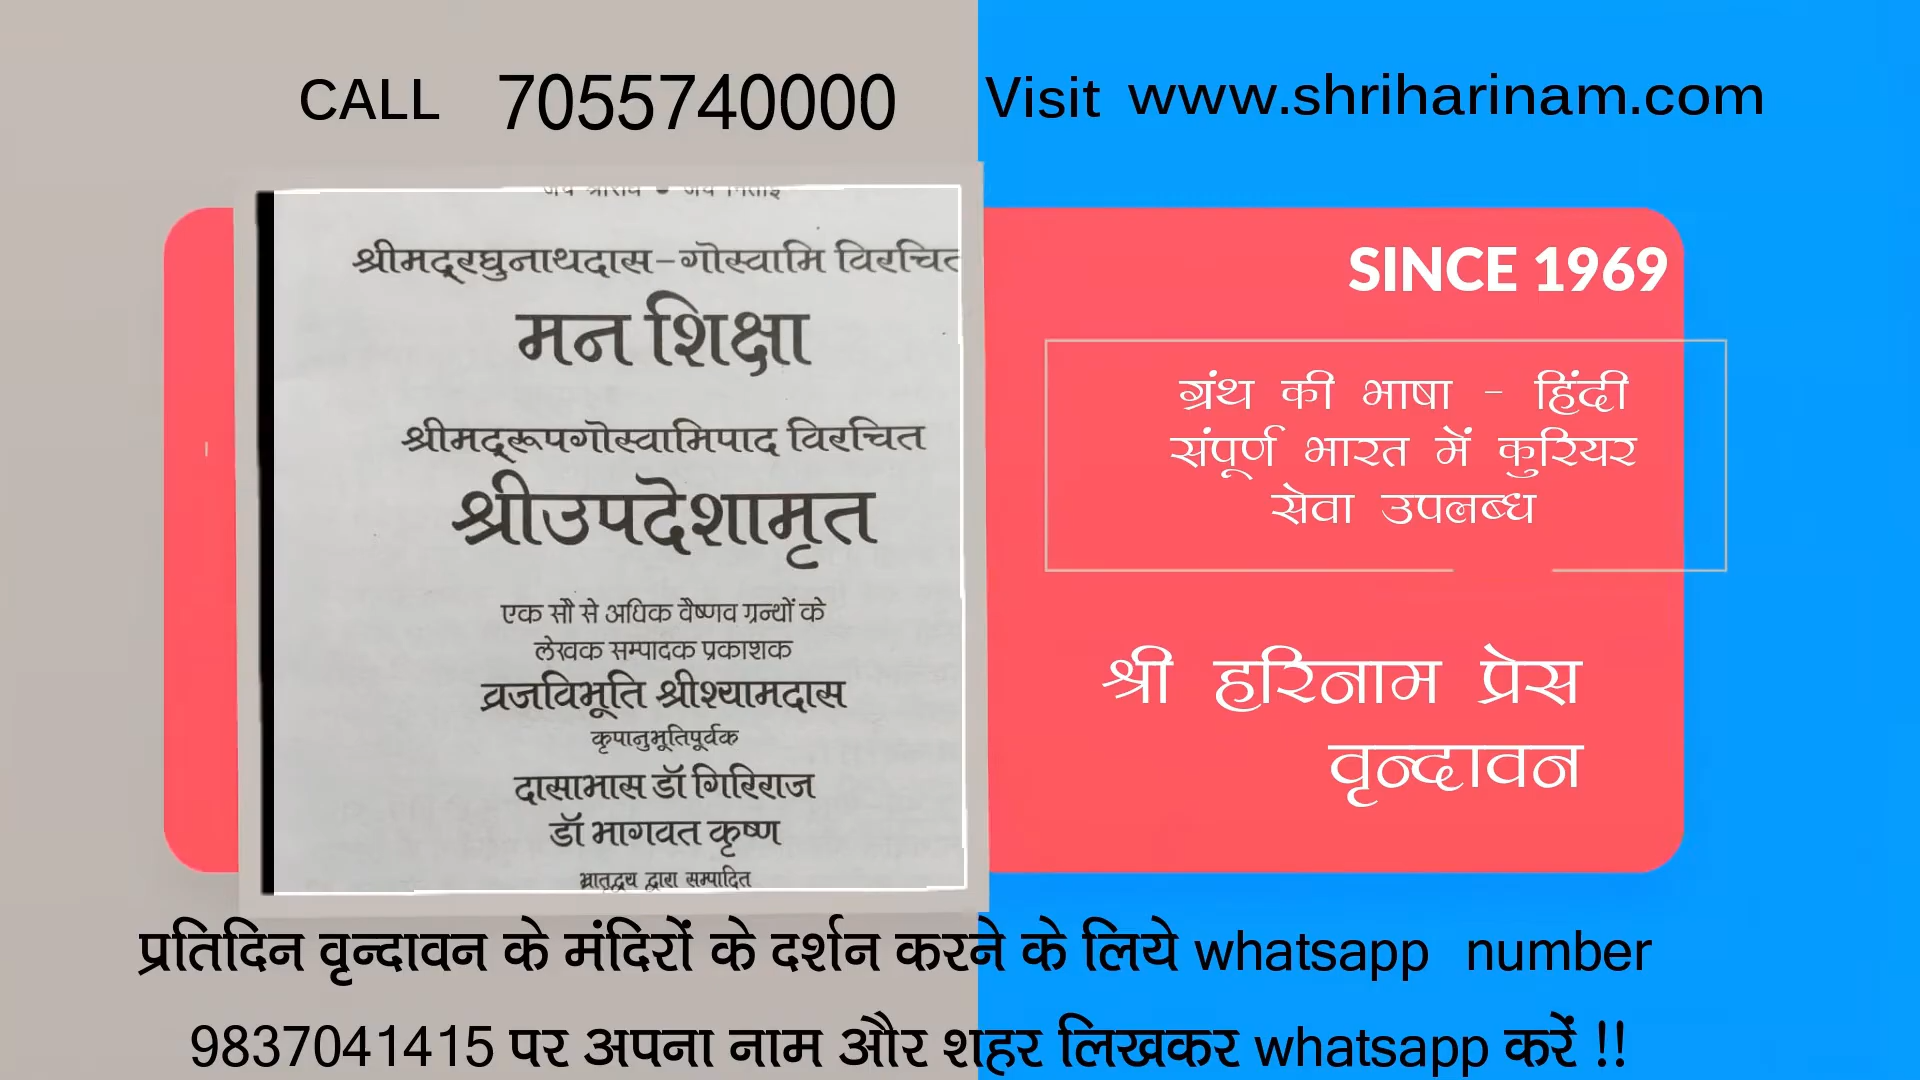 CALL 7055740000 Visit www.shriharinam.com
जय श्रीराधे • जय निताई
श्रीमद्रघुनाथदास-गोस्वामि विरचित
मन शिक्षा
श्रीमद्रूपगोस्वामिपाद विरचित
श्रीउपदेशामृत
एक सौ से अधिक वैष्णव ग्रन्थों के
लेखक सम्पादक प्रकाशक
व्रजविभूति श्रीश्यामदास
कृपानुभूतिपूर्वक
दासाभास डॉ गिरिराज
डॉ भागवत कृष्ण
भ्रातृद्वय द्वारा सम्पादित
SINCE 1969
ग्रंथ की भाषा - हिंदी
संपूर्ण भारत में कुरियर
सेवा उपलब्ध
श्री हरिनाम प्रेस
वृन्दावन
प्रतिदिन वृन्दावन के मंदिरों के दर्शन करने के लिये whatsapp number
9837041415 पर अपना नाम और शहर लिखकर whatsapp करें !!